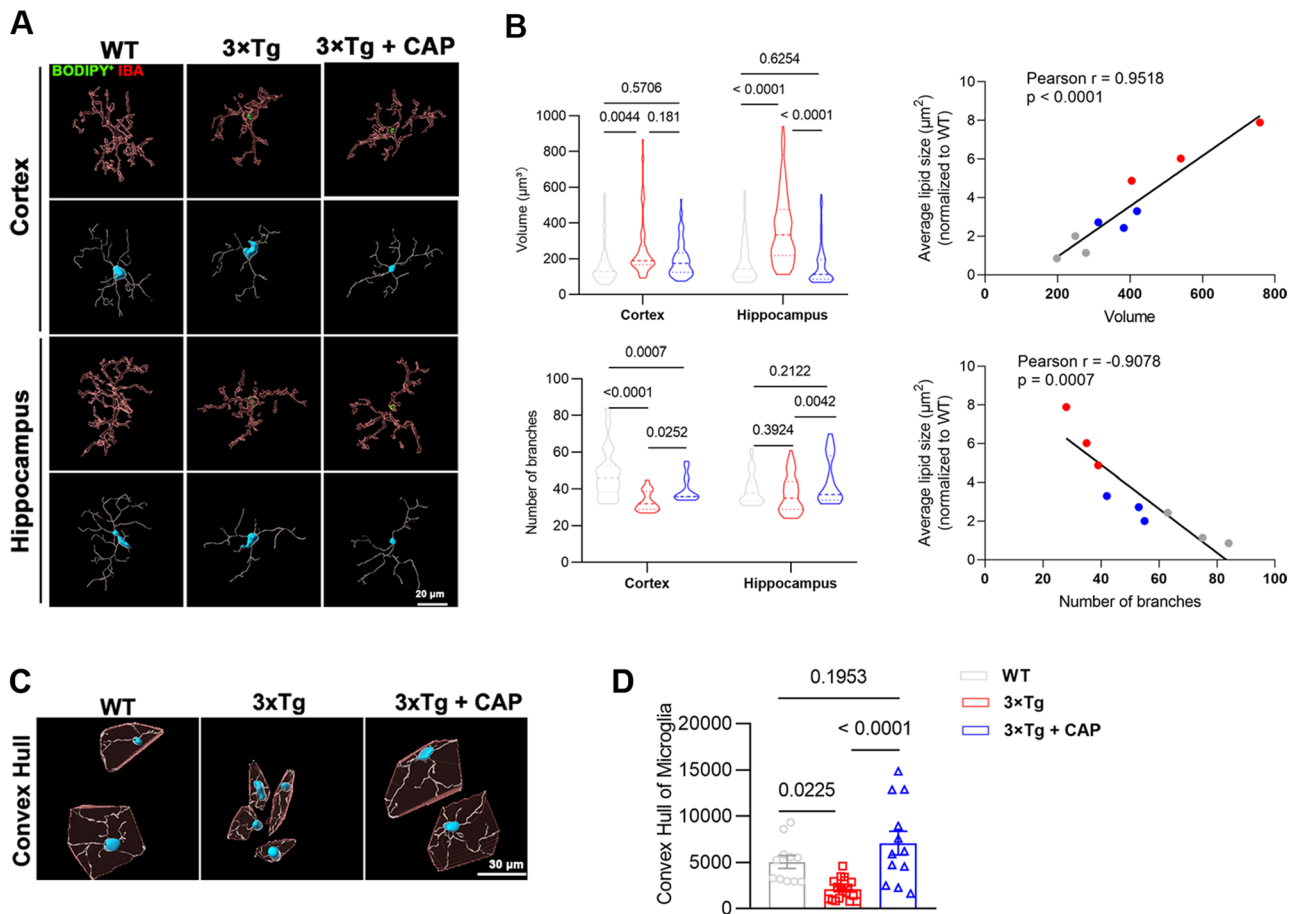 A
WT
3×Tg
3×Tg + CAP
BODIPY⁺ IBA
Cortex
Hippocampus
20 μm
B
0.6254
0.5706
< 0.0001
0.0044
0.181
< 0.0001
1000
800
600
400
200
0
Volume (μm³)
Cortex
Hippocampus
Pearson r = 0.9518
p < 0.0001
10
8
6
4
2
0
Average lipid size (μm²)
(normalized to WT)
0
200
400
600
800
Volume
0.0007
0.2122
<0.0001
0.0042
0.0252
0.3924
100
80
60
40
20
0
Number of branches
Cortex
Hippocampus
Pearson r = -0.9078
p = 0.0007
10
8
6
4
2
0
Average lipid size (μm²)
(normalized to WT)
0
20
40
60
80
100
Number of branches
C
WT
3xTg
3xTg + CAP
Convex Hull
30 μm
D
0.1953
< 0.0001
0.0225
20000
15000
10000
5000
0
Convex Hull of Microglia
WT
3×Tg
3×Tg + CAP